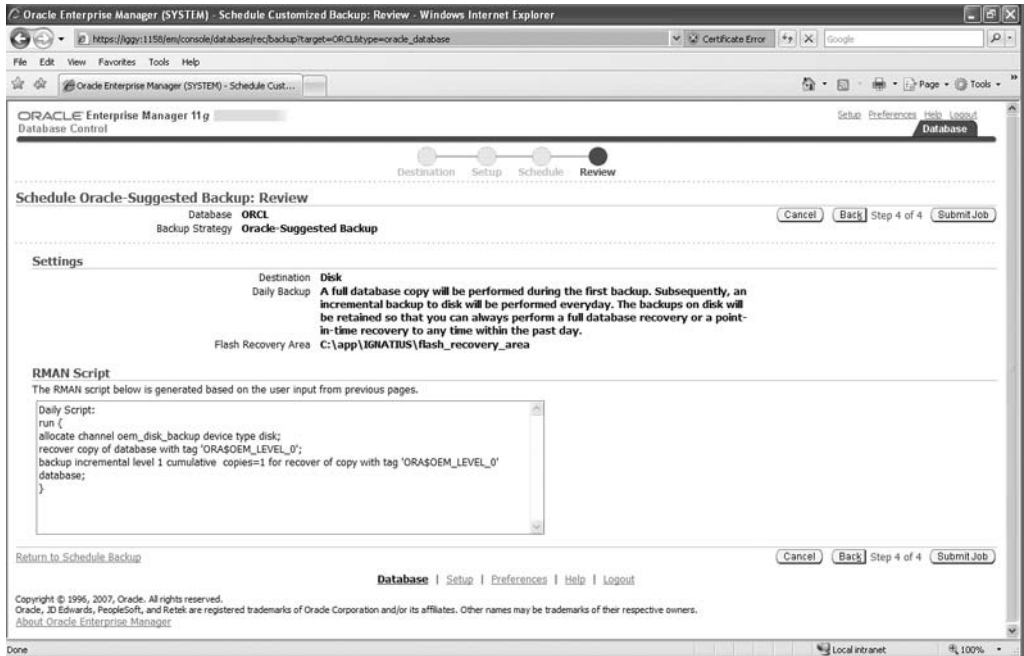 Oracle Enterprise Manager (SYSTEM) - Schedule Customized Backup: Review - Windows Internet Explorer
https://iggy:1158/em/console/database/rec/backup?target=ORCL&type=oracle_database
Certificate Error
Google
File Edit View Favorites Tools Help
Oracle Enterprise Manager (SYSTEM) - Schedule Cust...
Page Tools
ORACLE Enterprise Manager 11g
Database Control
Setup Preferences Help Logout
Database
Destination Setup Schedule Review
Schedule Oracle-Suggested Backup: Review
Database ORCL
Backup Strategy Oracle-Suggested Backup
Cancel Back Step 4 of 4 Submit Job
Settings
Destination Disk
Daily Backup A full database copy will be performed during the first backup. Subsequently, an
incremental backup to disk will be performed everyday. The backups on disk will
be retained so that you can always perform a full database recovery or a point-
in-time recovery to any time within the past day.
Flash Recovery Area C:\app\IGNATIUS\flash_recovery_area
RMAN Script
The RMAN script below is generated based on the user input from previous pages.
Daily Script:
run {
allocate channel oem_disk_backup device type disk;
recover copy of database with tag 'ORA$OEM_LEVEL_0';
backup incremental level 1 cumulative copies=1 for recover of copy with tag 'ORA$OEM_LEVEL_0'
database;
}
Return to Schedule Backup
Cancel Back Step 4 of 4 Submit Job
Database | Setup | Preferences | Help | Logout
Copyright © 1996, 2007, Oracle. All rights reserved.
Oracle, JD Edwards, PeopleSoft, and Retek are registered trademarks of Oracle Corporation and/or its affiliates. Other names may be trademarks of their respective owners.
About Oracle Enterprise Manager
Done
Local intranet
100%